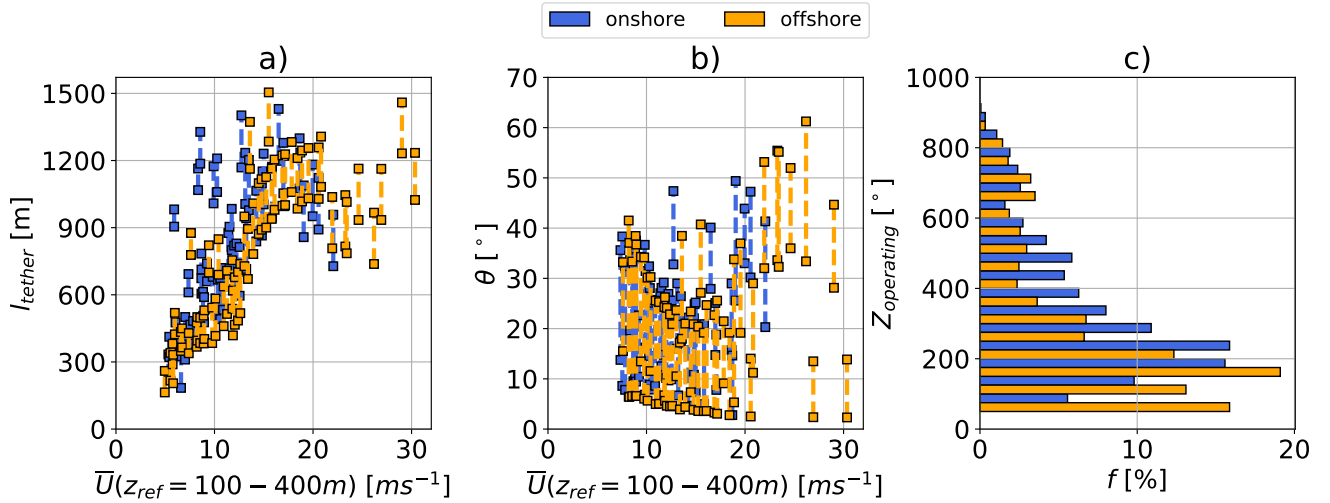 onshore offshore
a)
l_tether [m]
1500
1200
900
600
300
0
0 10 20 30
U̅(z_ref = 100 − 400m) [ms⁻¹]
b)
θ [°]
70
60
50
40
30
20
10
0
0 10 20 30
U̅(z_ref = 100 − 400m) [ms⁻¹]
c)
Z_operating [°]
1000
800
600
400
200
0
0 10 20
f [%]